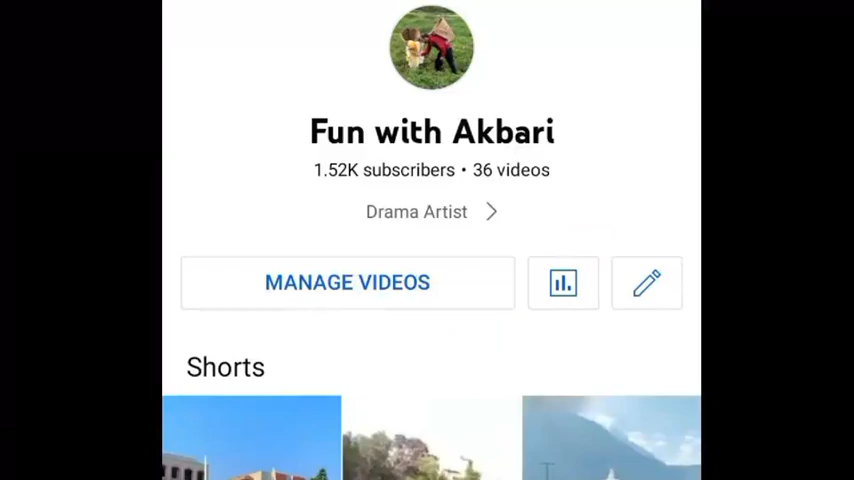 Fun with Akbari
1.52K subscribers • 36 videos
Drama Artist
MANAGE VIDEOS
Shorts